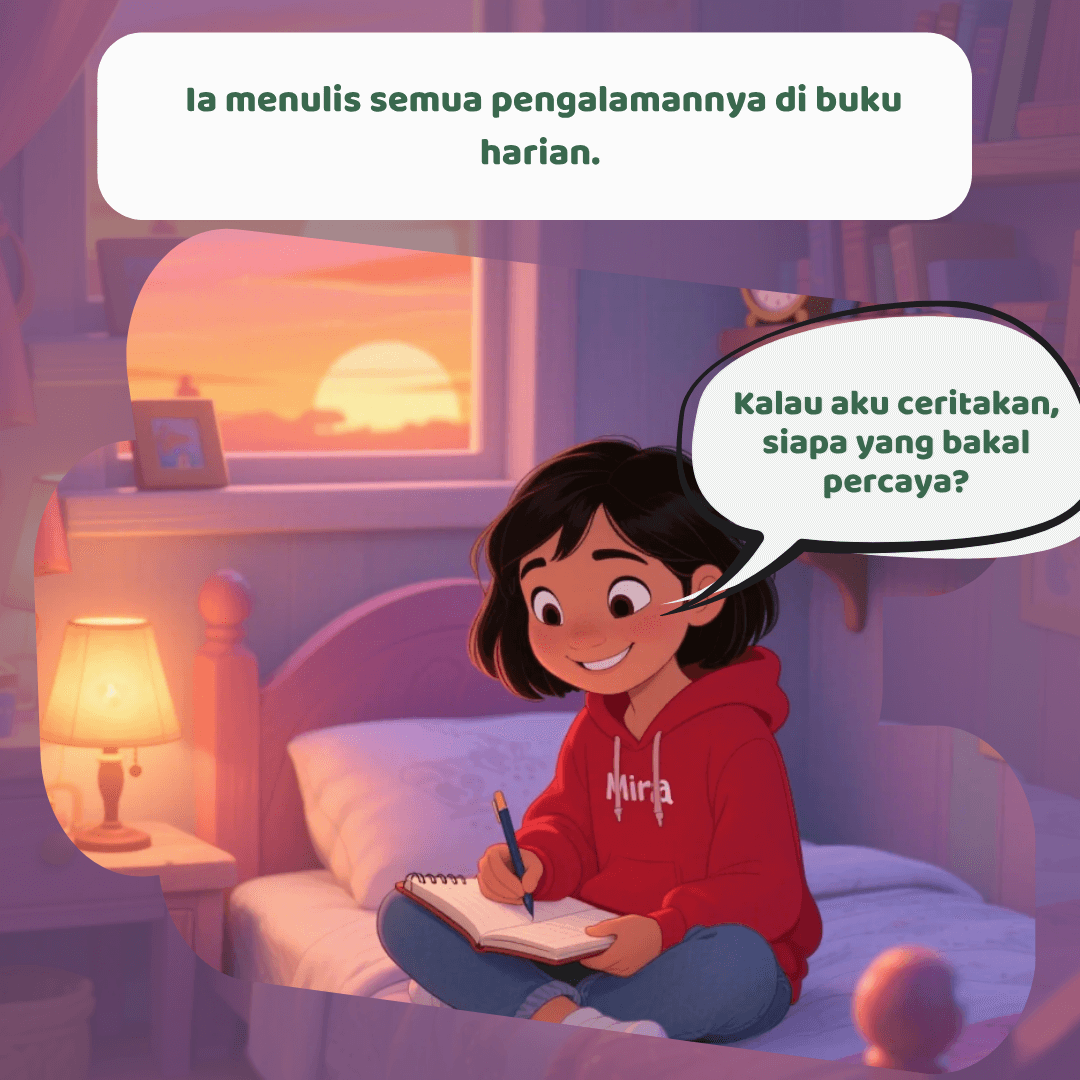 Ia menulis semua pengalamannya di buku
harian.
Kalau aku ceritakan,
siapa yang bakal
percaya?
Mira